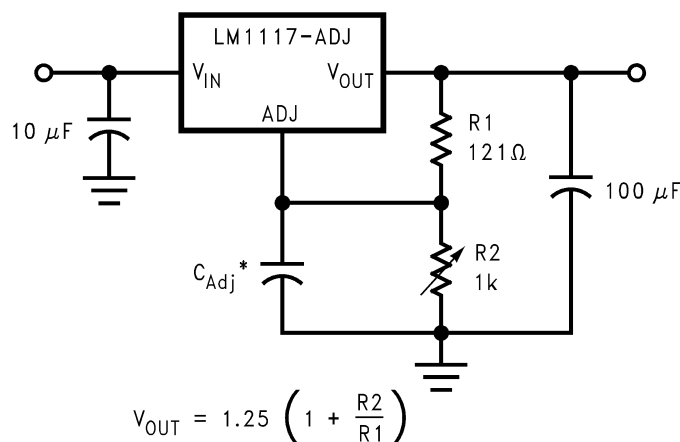 LM1117-ADJ
V_IN
V_OUT
ADJ
10 µF
R1
121Ω
100 µF
C_Adj*
R2
1k
V_OUT = 1.25 (1 + R2/R1)